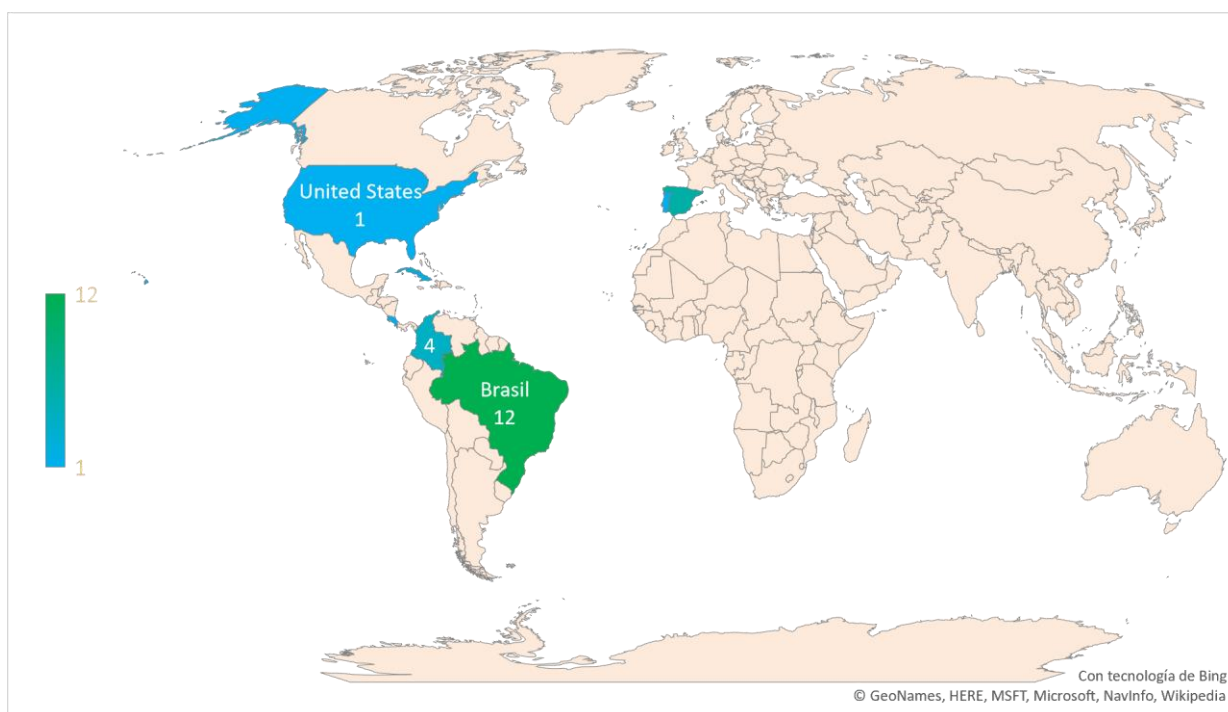 United States
1
12
1
4
Brasil
12
Con tecnología de Bing
© GeoNames, HERE, MSFT, Microsoft, NavInfo, Wikipedia